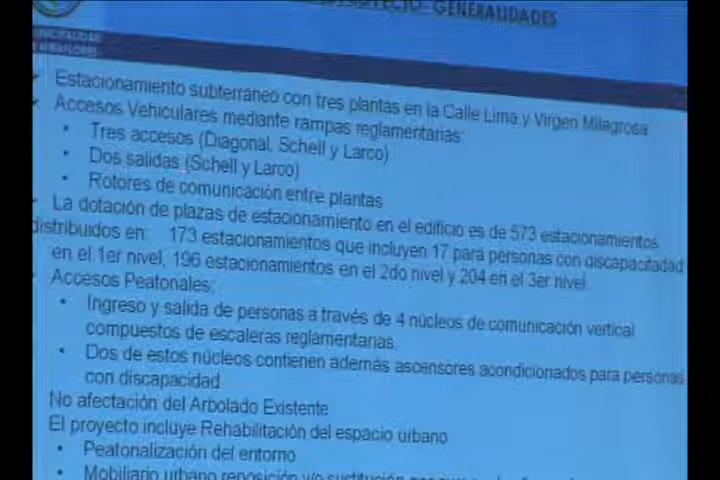 PROYECTO- GENERALIDADES
MUNICIPALIDAD
DE MIRAFLORES
Estacionamiento subterráneo con tres plantas en la Calle Lima y Virgen Milagrosa
Accesos Vehiculares mediante rampas reglamentarias:
• Tres accesos (Diagonal, Schell y Larco)
• Dos salidas (Schell y Larco)
• Rotores de comunicación entre plantas
La dotación de plazas de estacionamiento en el edificio es de 573 estacionamientos
distribuidos en: 173 estacionamientos que incluyen 17 para personas con discapacitadad
en el 1er nivel, 196 estacionamientos en el 2do nivel y 204 en el 3er nivel.
Accesos Peatonales:
• Ingreso y salida de personas a través de 4 núcleos de comunicación vertical
compuestos de escaleras reglamentarias.
• Dos de estos núcleos contienen además ascensores acondicionados para personas
con discapacidad
No afectación del Arbolado Existente
El proyecto incluye Rehabilitación del espacio urbano
• Peatonalización del entorno
• Mobiliario urbano reposición y/o sustitución